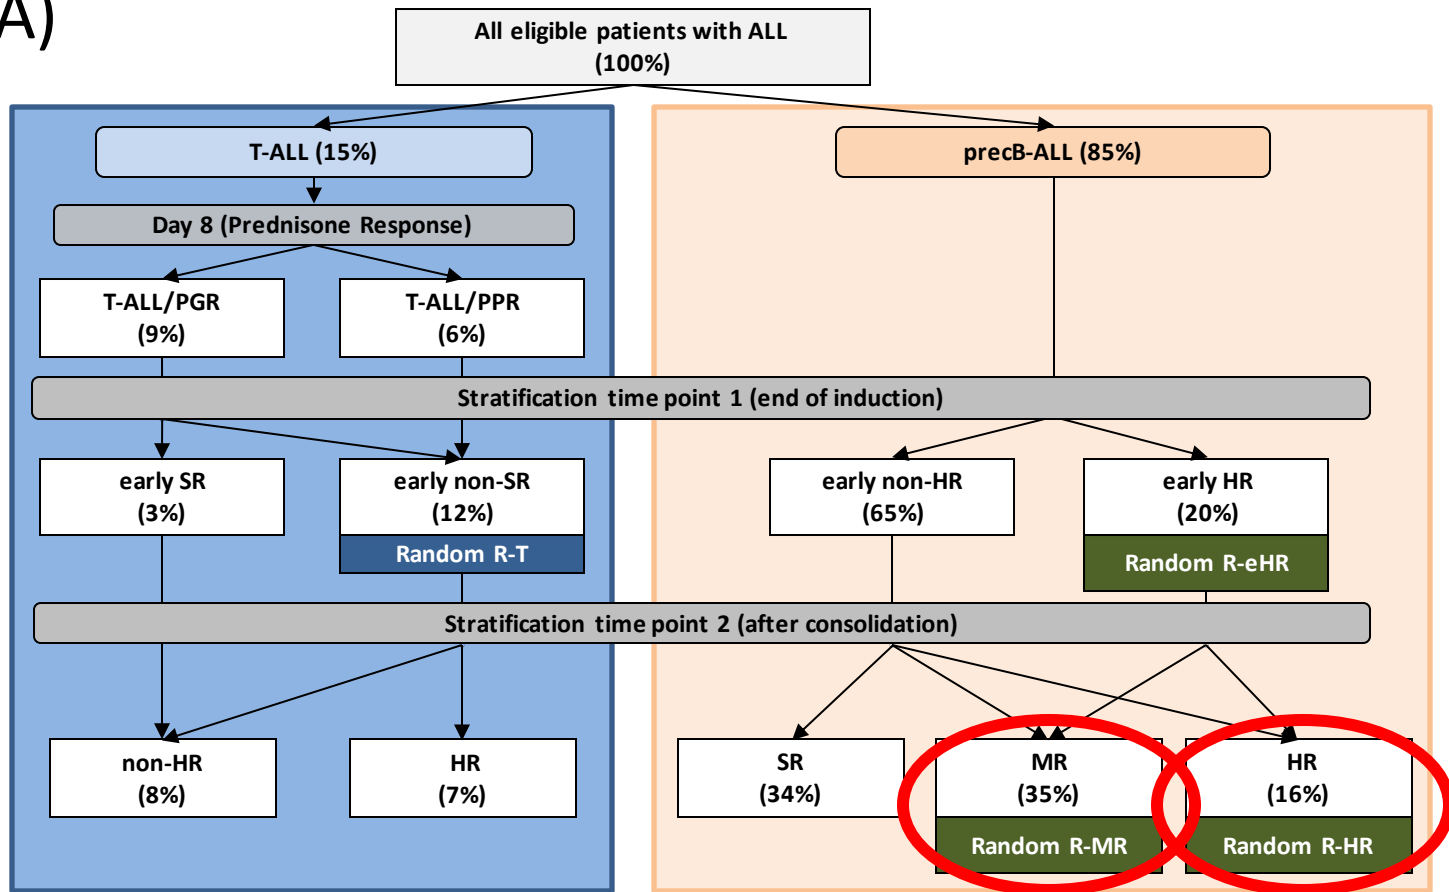 A)
All eligible patients with ALL
(100%)
T-ALL (15%)
precB-ALL (85%)
Day 8 (Prednisone Response)
T-ALL/PGR
(9%)
T-ALL/PPR
(6%)
Stratification time point 1 (end of induction)
early SR
(3%)
early non-SR
(12%)
Random R-T
early non-HR
(65%)
early HR
(20%)
Random R-eHR
Stratification time point 2 (after consolidation)
non-HR
(8%)
HR
(7%)
SR
(34%)
MR
(35%)
Random R-MR
HR
(16%)
Random R-HR